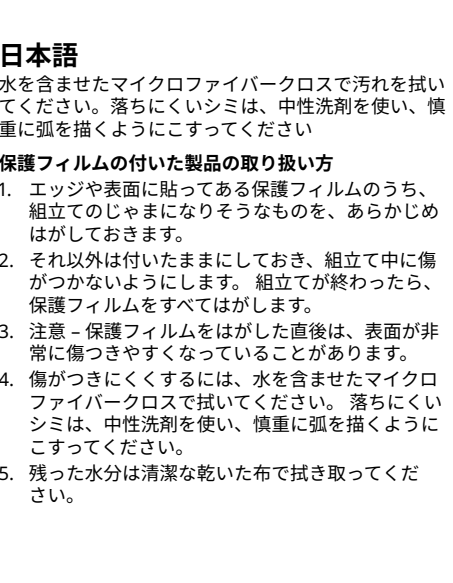 日本語
水を含ませたマイクロファイバークロスで汚れを拭い
てください。落ちにくいシミは、中性洗剤を使い、慎
重に弧を描くようにこすってください
保護フィルムの付いた製品の取り扱い方
1. エッジや表面に貼ってある保護フィルムのうち、
組立てのじゃまになりそうなものを、あらかじめ
はがしておきます。
2. それ以外は付いたままにしておき、組立て中に傷
がつかないようにします。 組立てが終わったら、
保護フィルムをすべてはがします。
3. 注意 – 保護フィルムをはがした直後は、表面が非
常に傷つきやすくなっていることがあります。
4. 傷がつきにくくするには、水を含ませたマイクロ
ファイバークロスで拭いてください。 落ちにくい
シミは、中性洗剤を使い、慎重に弧を描くように
こすってください。
5. 残った水分は清潔な乾いた布で拭き取ってくだ
さい。